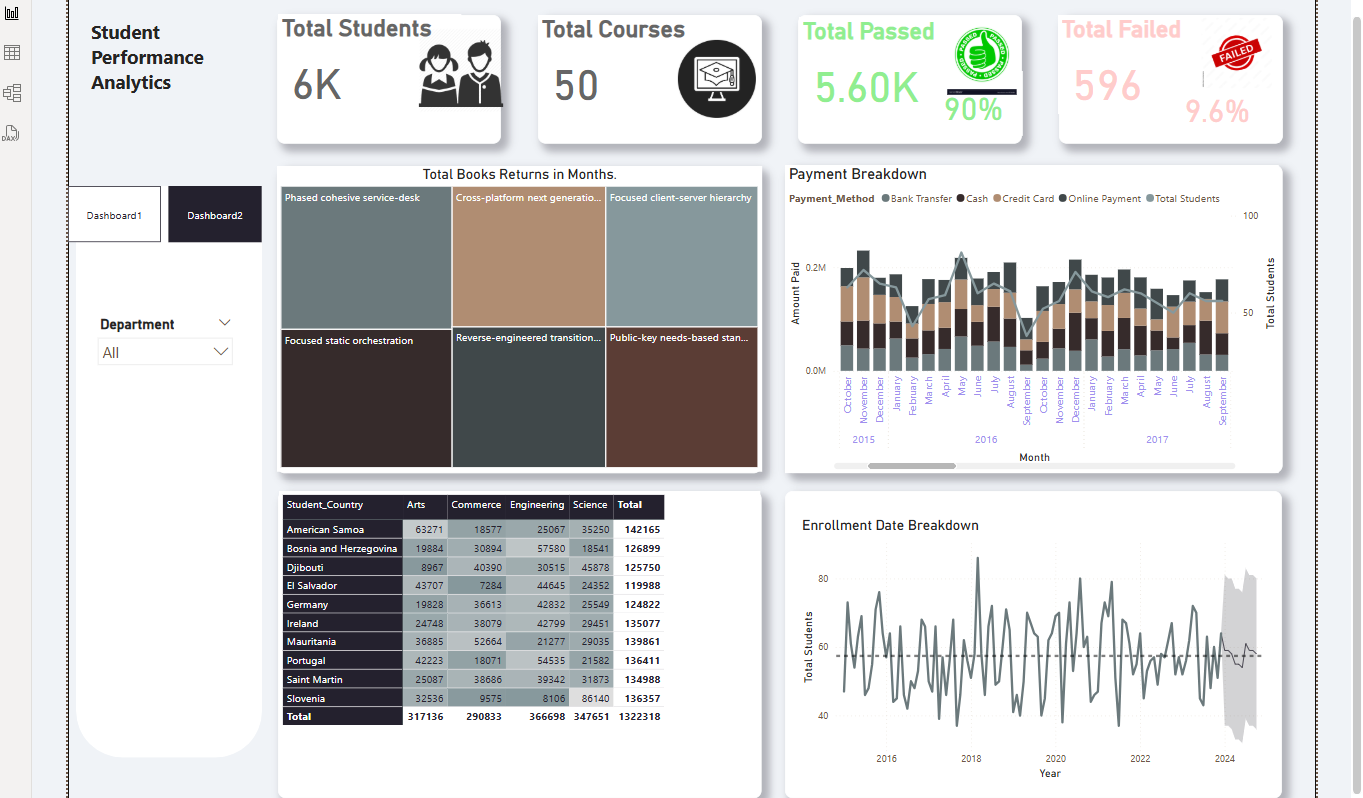 Student
Performance
Analytics
Total Students
6K
Total Courses
50
Total Passed
5.60K
90%
Total Failed
FAILED
596
9.6%
Dashboard1
Dashboard2
Department
All
Total Books Returns in Months.
Phased cohesive service-desk
Cross-platform next generatio...
Focused client-server hierarchy
Focused static orchestration
Reverse-engineered transition...
Public-key needs-based stan...
Payment Breakdown
Payment_Method Bank Transfer Cash Credit Card Online Payment Total Students
100
0.2M
50
0.0M
Amount Paid
Total Students
October November December January February March April May June July August September October November December January February March April May June July August September
2015 2016 2017
Month
Student_Country Arts Commerce Engineering Science Total
American Samoa 63271 18577 25067 35250 142165
Bosnia and Herzegovina 19884 30894 57580 18541 126899
Djibouti 8967 40390 30515 45878 125750
El Salvador 43707 7284 44645 24352 119988
Germany 19828 36613 42832 25549 124822
Ireland 24748 38079 42799 29451 135077
Mauritania 36885 52664 21277 29035 139861
Portugal 42223 18071 54535 21582 136411
Saint Martin 25087 38686 39342 31873 134988
Slovenia 32536 9575 8106 86140 136357
Total 317136 290833 366698 347651 1322318
Enrollment Date Breakdown
80
60
40
Total Students
2016 2018 2020 2022 2024
Year
DAX